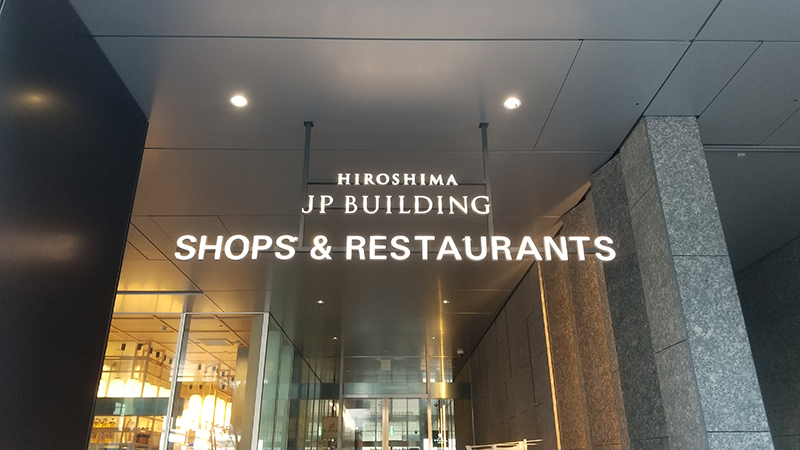 HIROSHIMA
JP BUILDING
SHOPS & RESTAURANTS